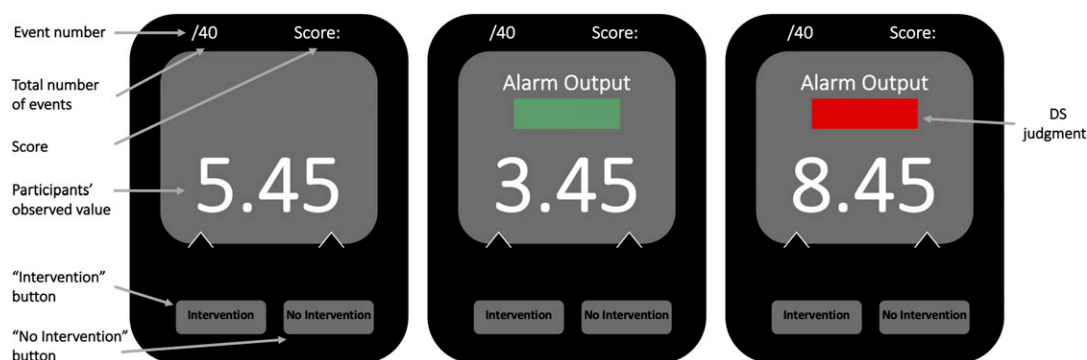 Event number
/40 Score:
/40 Score:
/40 Score:
Total number
of events
Alarm Output
Alarm Output
DS
judgment
Score
Participants’
observed value
5.45
3.45
8.45
“Intervention”
button
Intervention No Intervention
Intervention No Intervention
Intervention No Intervention
“No Intervention”
button